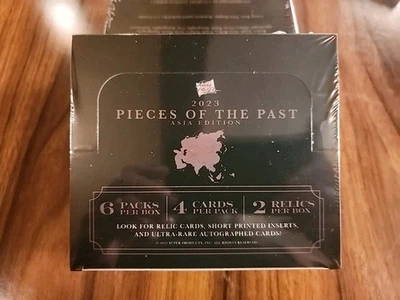 2023
PIECES OF THE PAST
ASIA EDITION
6 PACKS PER BOX
4 CARDS PER PACK
2 RELICS PER BOX
LOOK FOR RELIC CARDS, SHORT PRINTED INSERTS,
AND ULTRA-RARE AUTOGRAPHED CARDS!